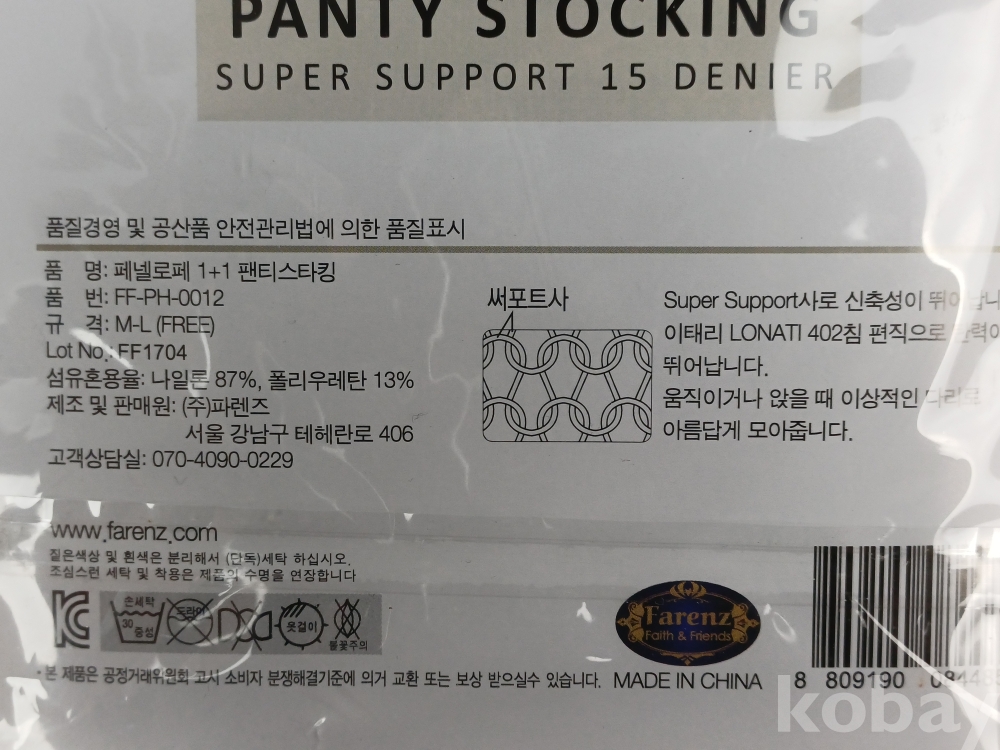 PANTY STOCKING
SUPER SUPPORT 15 DENIER
품질경영 및 공산품 안전관리법에 의한 품질표시
품 명: 페넬로페 1+1 팬티스타킹
품 번: FF-PH-0012
규 격: M-L (FREE)
Lot No.: FF1704
섬유혼용율: 나일론 87%, 폴리우레탄 13%
제조 및 판매원: (주)파렌즈
서울 강남구 테헤란로 406
고객상담실: 070-4090-0229
써포트사
Super Support사로 신축성이
이태리 LONATI 402침 편직으로
뛰어납니다.
움직이거나 앉을 때 이상적인 다리로
아름답게 모아줍니다.
www.farenz.com
짙은색상 및 흰색은 분리해서 (단독)세탁 하십시오.
조심스런 세탁 및 착용은 제품의 수명을 연장합니다
손세탁
30
중성
드라이
옷걸이
불꽃주의
Farenz
Faith & Friends
·본 제품은 공정거래위원회 고시 소비자 분쟁해결기준에 의거 교환 또는 보상 받으실수 있습니다. MADE IN CHINA
8 809190
koba